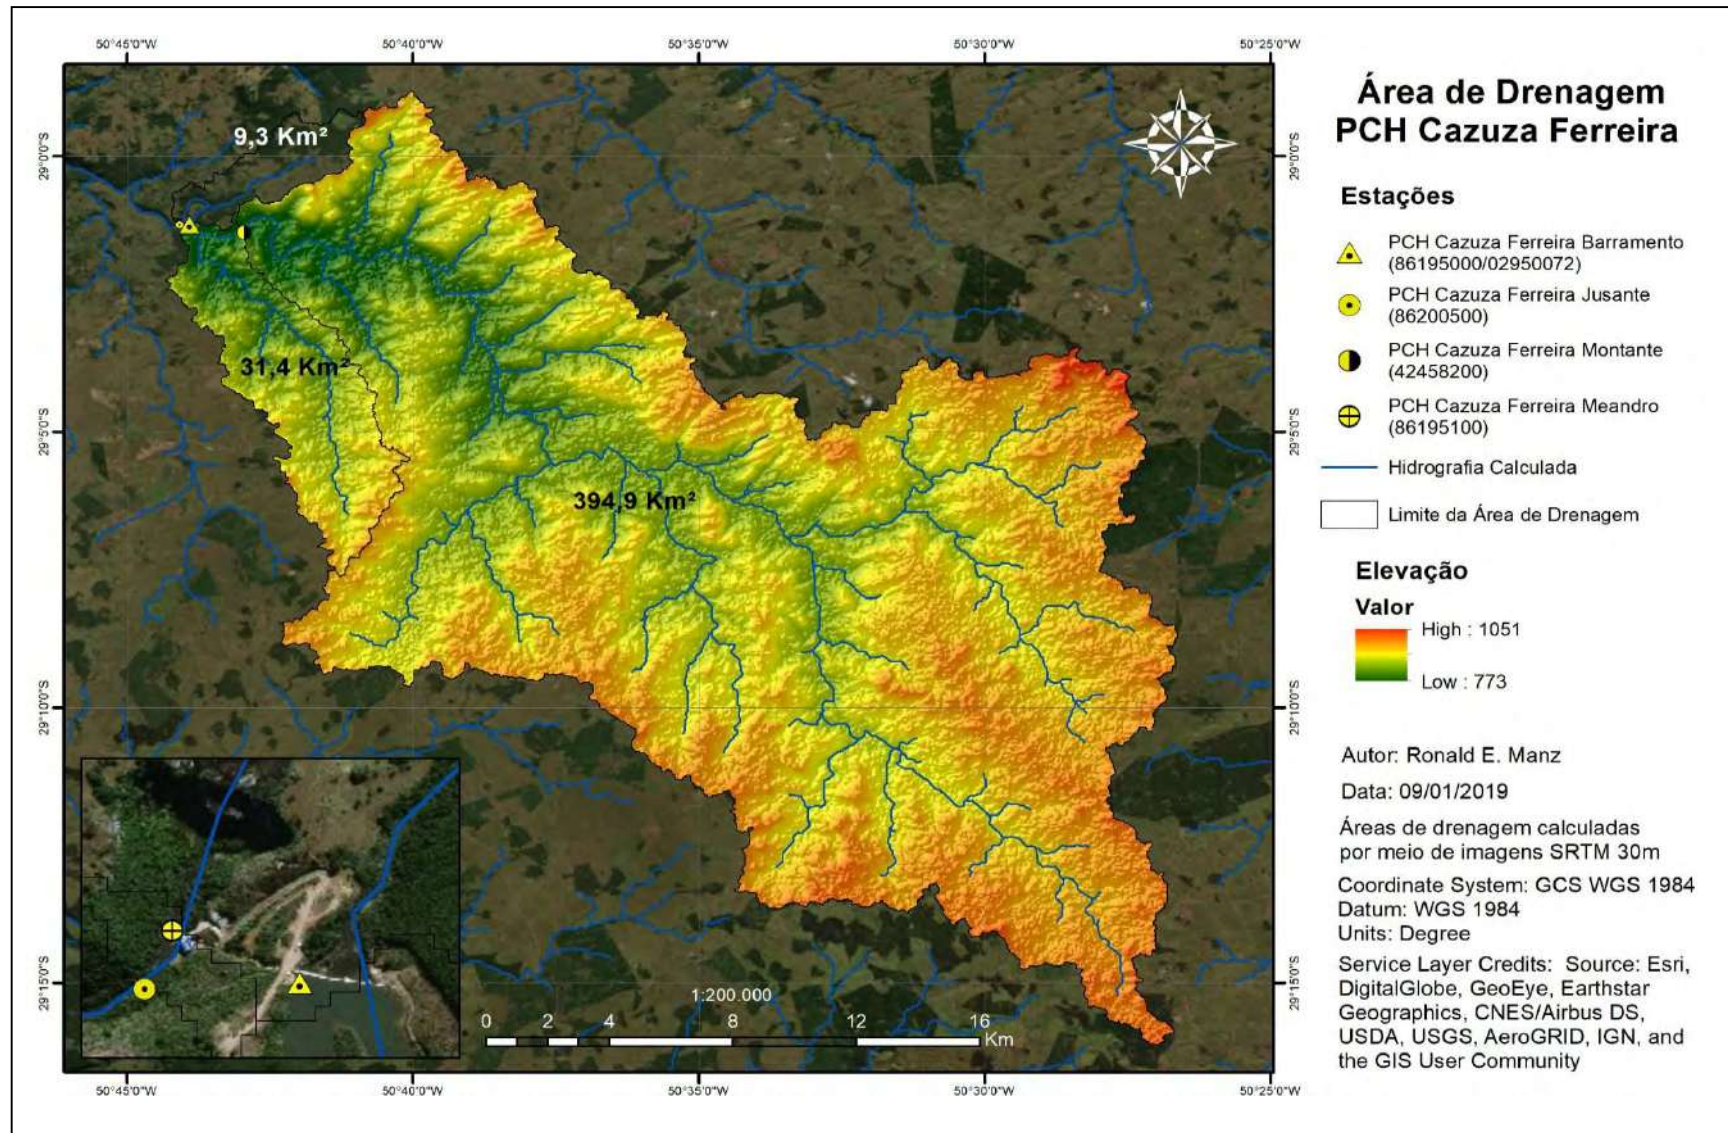 50°45'0"W
50°40'0"W
50°35'0"W
50°30'0"W
50°25'0"W
29°0'0"S
29°0'0"S
29°5'0"S
29°5'0"S
29°10'0"S
29°10'0"S
29°15'0"S
29°15'0"S
9,3 Km²
31,4 Km²
394,9 Km²
1:200.000
0 2 4 8 12 16
Km
50°45'0"W
50°40'0"W
50°35'0"W
50°30'0"W
50°25'0"W
Área de Drenagem
PCH Cazuza Ferreira
Estações
PCH Cazuza Ferreira Barramento
(86195000/02950072)
PCH Cazuza Ferreira Jusante
(86200500)
PCH Cazuza Ferreira Montante
(42458200)
PCH Cazuza Ferreira Meandro
(86195100)
Hidrografia Calculada
Limite da Área de Drenagem
Elevação
Valor
High : 1051
Low : 773
Autor: Ronald E. Manz
Data: 09/01/2019
Áreas de drenagem calculadas
por meio de imagens SRTM 30m
Coordinate System: GCS WGS 1984
Datum: WGS 1984
Units: Degree
Service Layer Credits: Source: Esri,
DigitalGlobe, GeoEye, Earthstar
Geographics, CNES/Airbus DS,
USDA, USGS, AeroGRID, IGN, and
the GIS User Community